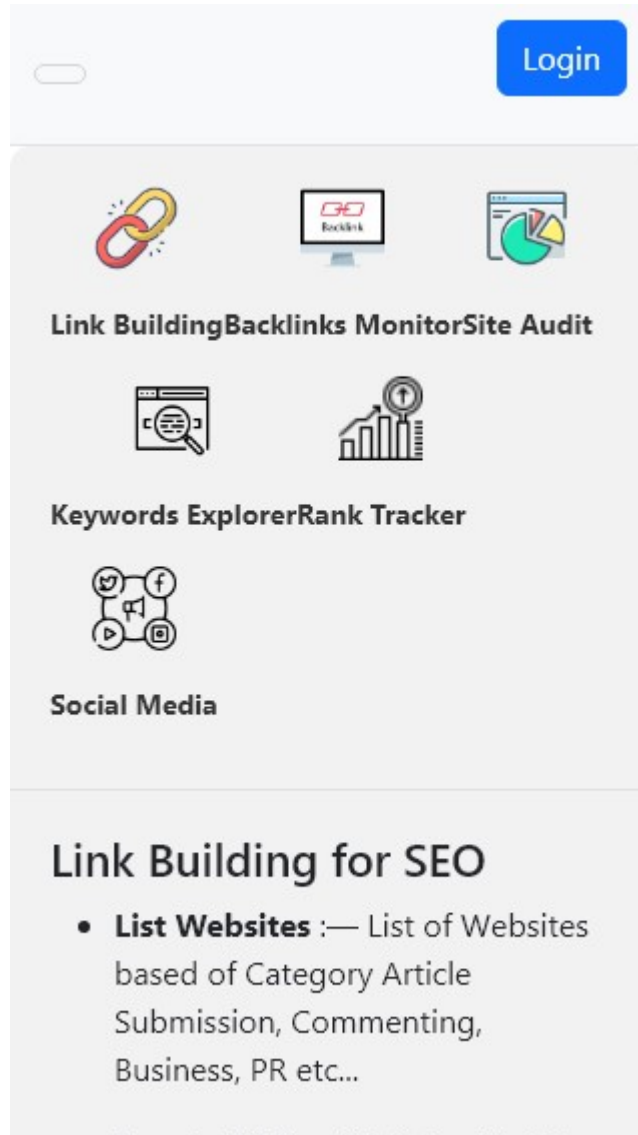 Login
Backlink
Link BuildingBacklinks MonitorSite Audit
Keywords ExplorerRank Tracker
Social Media
Link Building for SEO
• List Websites :— List of Websites
based of Category Article
Submission, Commenting,
Business, PR etc...